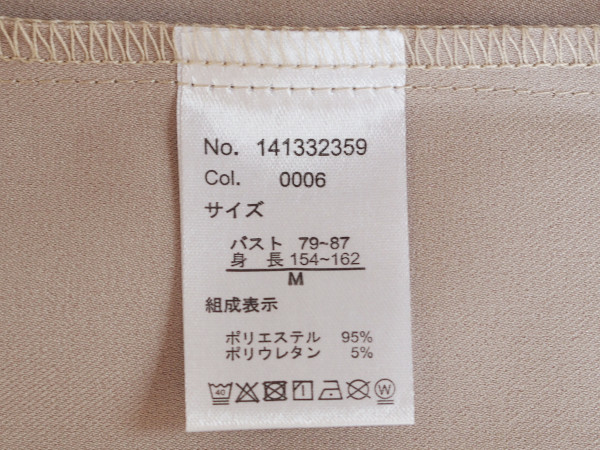 No. 141332359
Col. 0006
サイズ
バスト 79~87
身 長 154~162
M
組成表示
ポリエステル 95%
ポリウレタン 5%
40 W